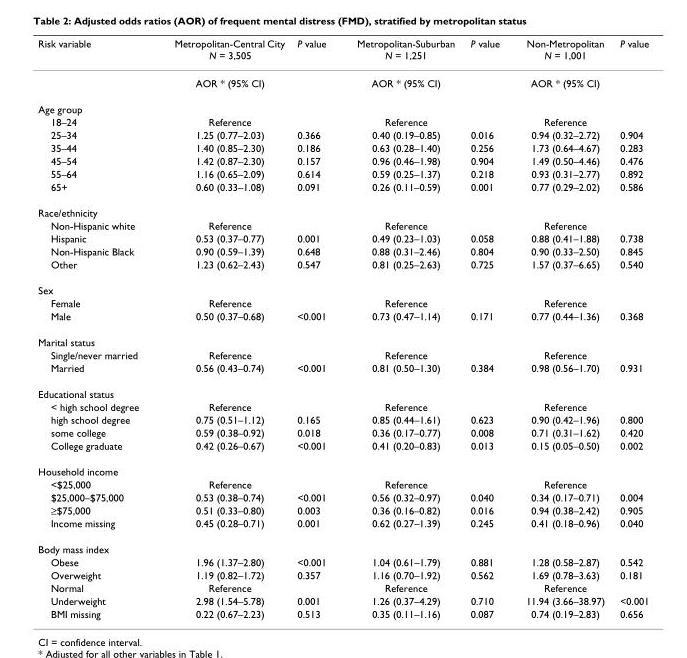 Table 2: Adjusted odds ratios (AOR) of frequent mental distress (FMD), stratified by metropolitan status
Risk variable Metropolitan-Central City P value Metropolitan-Suburban P value Non-Metropolitan P value
N = 3,505 N = 1,251 N = 1,001
AOR * (95% CI) AOR * (95% CI) AOR * (95% CI)
Age group
18–24 Reference Reference Reference
25–34 1.25 (0.77–2.03) 0.366 0.40 (0.19–0.85) 0.016 0.94 (0.32–2.72) 0.904
35–44 1.40 (0.85–2.30) 0.186 0.63 (0.28–1.40) 0.256 1.73 (0.64–4.67) 0.283
45–54 1.42 (0.87–2.30) 0.157 0.96 (0.46–1.98) 0.904 1.49 (0.50–4.46) 0.476
55–64 1.16 (0.65–2.09) 0.614 0.59 (0.25–1.37) 0.218 0.93 (0.31–2.77) 0.892
65+ 0.60 (0.33–1.08) 0.091 0.26 (0.11–0.59) 0.001 0.77 (0.29–2.02) 0.586
Race/ethnicity
Non-Hispanic white Reference Reference Reference
Hispanic 0.53 (0.37–0.77) 0.001 0.49 (0.23–1.03) 0.058 0.88 (0.41–1.88) 0.738
Non-Hispanic Black 0.90 (0.59–1.39) 0.648 0.88 (0.31–2.46) 0.804 0.90 (0.33–2.50) 0.845
Other 1.23 (0.62–2.43) 0.547 0.81 (0.25–2.63) 0.725 1.57 (0.37–6.65) 0.540
Sex
Female Reference Reference Reference
Male 0.50 (0.37–0.68) <0.001 0.73 (0.47–1.14) 0.171 0.77 (0.44–1.36) 0.368
Marital status
Single/never married Reference Reference Reference
Married 0.56 (0.43–0.74) <0.001 0.81 (0.50–1.30) 0.384 0.98 (0.56–1.70) 0.931
Educational status
< high school degree Reference Reference Reference
high school degree 0.75 (0.51–1.12) 0.165 0.85 (0.44–1.61) 0.623 0.90 (0.42–1.96) 0.800
some college 0.59 (0.38–0.92) 0.018 0.36 (0.17–0.77) 0.008 0.71 (0.31–1.62) 0.420
College graduate 0.42 (0.26–0.67) <0.001 0.41 (0.20–0.83) 0.013 0.15 (0.05–0.50) 0.002
Household income
<$25,000 Reference Reference Reference
$25,000–$75,000 0.53 (0.38–0.74) <0.001 0.56 (0.32–0.97) 0.040 0.34 (0.17–0.71) 0.004
≥$75,000 0.51 (0.33–0.80) 0.003 0.36 (0.16–0.82) 0.016 0.94 (0.38–2.42) 0.905
Income missing 0.45 (0.28–0.71) 0.001 0.62 (0.27–1.39) 0.245 0.41 (0.18–0.96) 0.040
Body mass index
Obese 1.96 (1.37–2.80) <0.001 1.04 (0.61–1.79) 0.881 1.28 (0.58–2.87) 0.542
Overweight 1.19 (0.82–1.72) 0.357 1.16 (0.70–1.92) 0.562 1.69 (0.78–3.63) 0.181
Normal Reference Reference Reference
Underweight 2.98 (1.54–5.78) 0.001 1.26 (0.37–4.29) 0.710 11.94 (3.66–38.97) <0.001
BMI missing 0.22 (0.67–2.23) 0.513 0.35 (0.11–1.16) 0.087 0.74 (0.19–2.83) 0.656
CI = confidence interval.
* Adjusted for all other variables in Table 1.